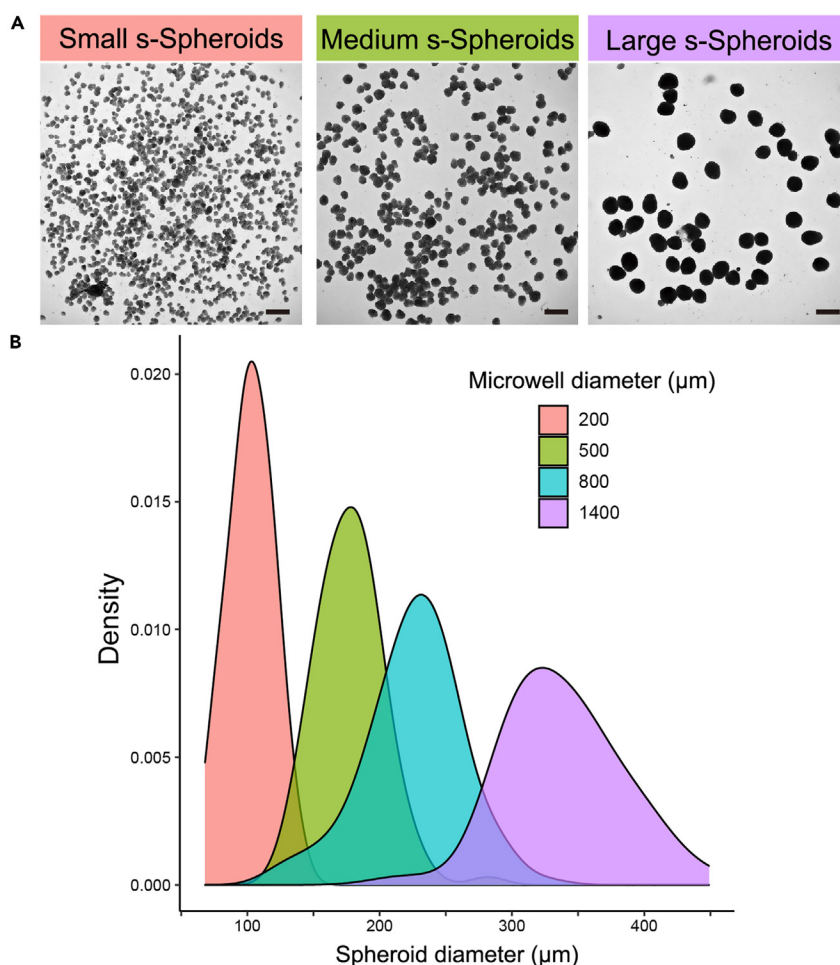 A
Small s-Spheroids
Medium s-Spheroids
Large s-Spheroids
B
Microwell diameter (µm)
200
500
800
1400
Density
0.020
0.015
0.010
0.005
0.000
100
200
300
400
Spheroid diameter (µm)